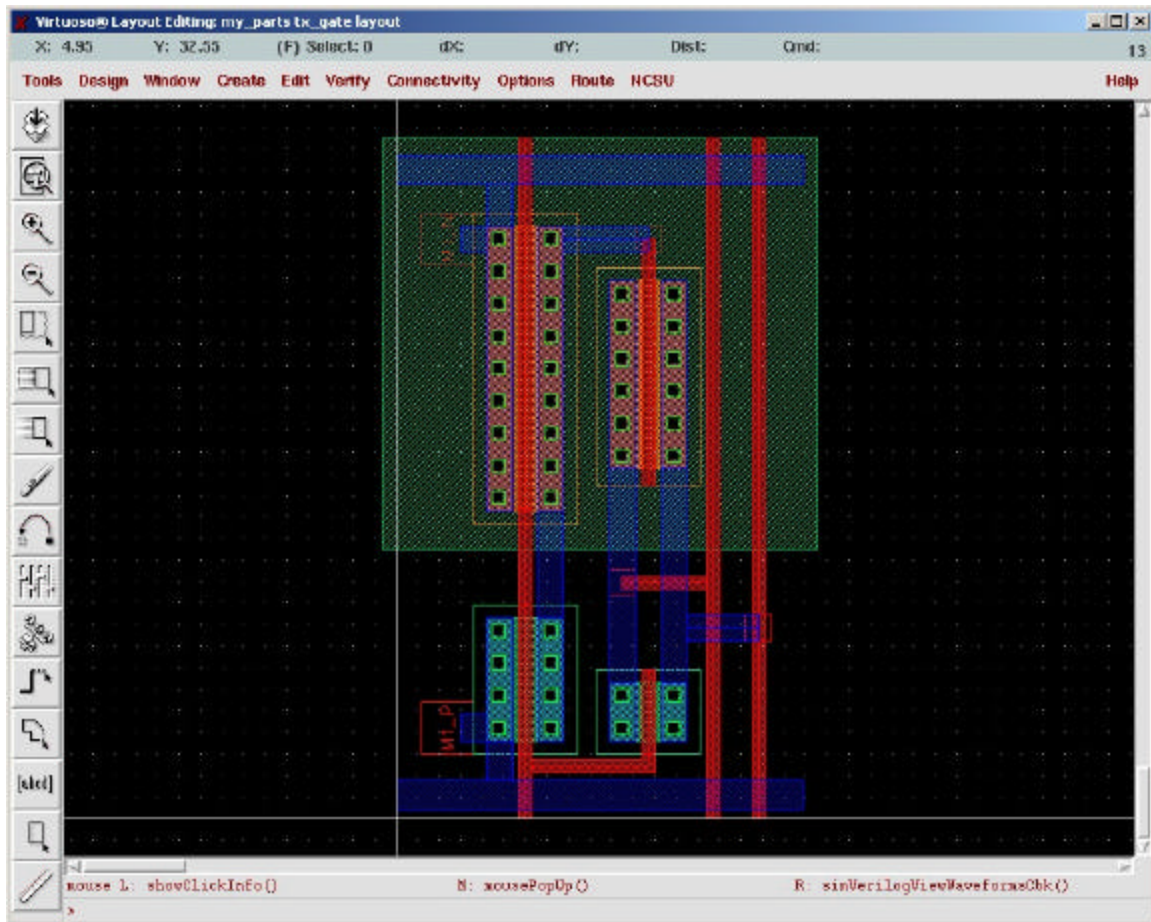 Virtuoso® Layout Editing: my_parts tx_gate layout
X: 4.95 Y: 32.55 (F) Select: 0 dX: dY: Dist: Cmd: 13
Tools Design Window Create Edit Verify Connectivity Options Route NCSU Help
[abcd]
mouse L: showClickInfo() M: mousePopUp() R: sinVerilogViewWaveformsCbk()
>